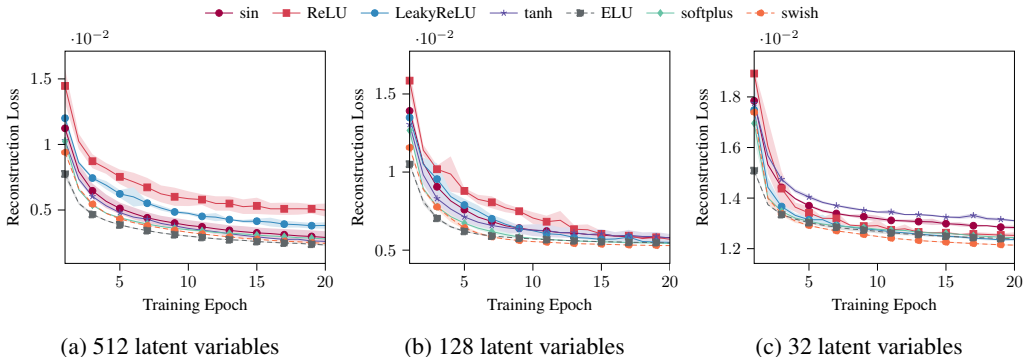 sin ReLU LeakyReLU tanh ELU softplus swish
·10⁻²
1.5
1
0.5
5 10 15 20
Training Epoch
Reconstruction Loss
(a) 512 latent variables
·10⁻²
1.5
1
0.5
5 10 15 20
Training Epoch
Reconstruction Loss
(b) 128 latent variables
·10⁻²
1.8
1.6
1.4
1.2
5 10 15 20
Training Epoch
Reconstruction Loss
(c) 32 latent variables